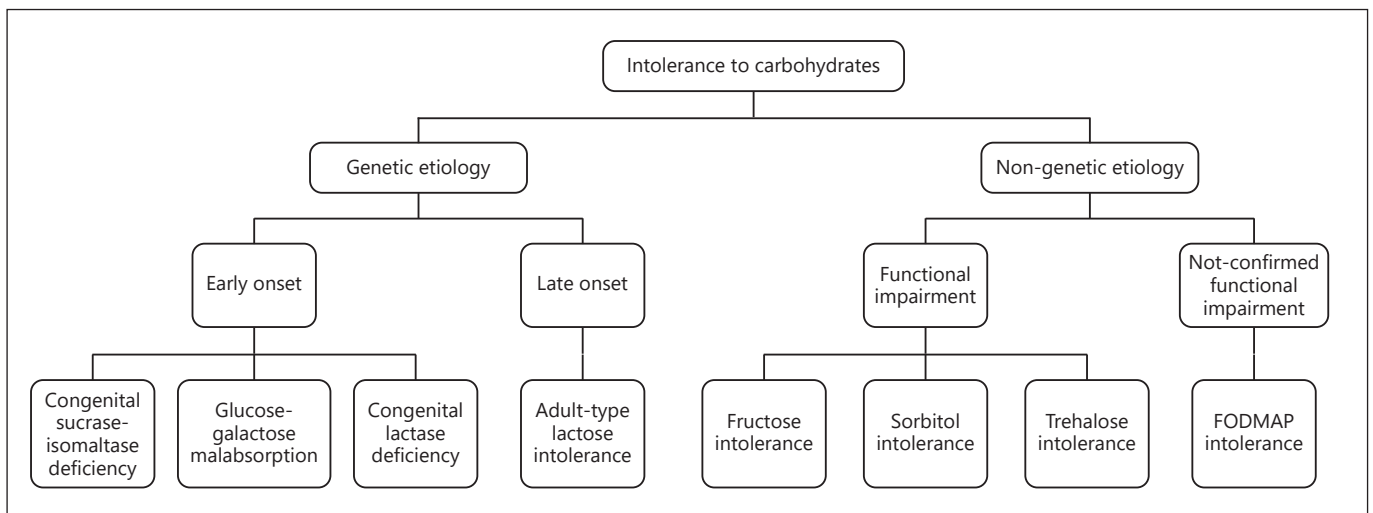 Intolerance to carbohydrates
Genetic etiology
Non-genetic etiology
Early onset
Late onset
Functional
impairment
Not-confirmed
functional
impairment
Congenital
sucrase-
isomaltase
deficiency
Glucose-
galactose
malabsorption
Congenital
lactase
deficiency
Adult-type
lactose
intolerance
Fructose
intolerance
Sorbitol
intolerance
Trehalose
intolerance
FODMAP
intolerance